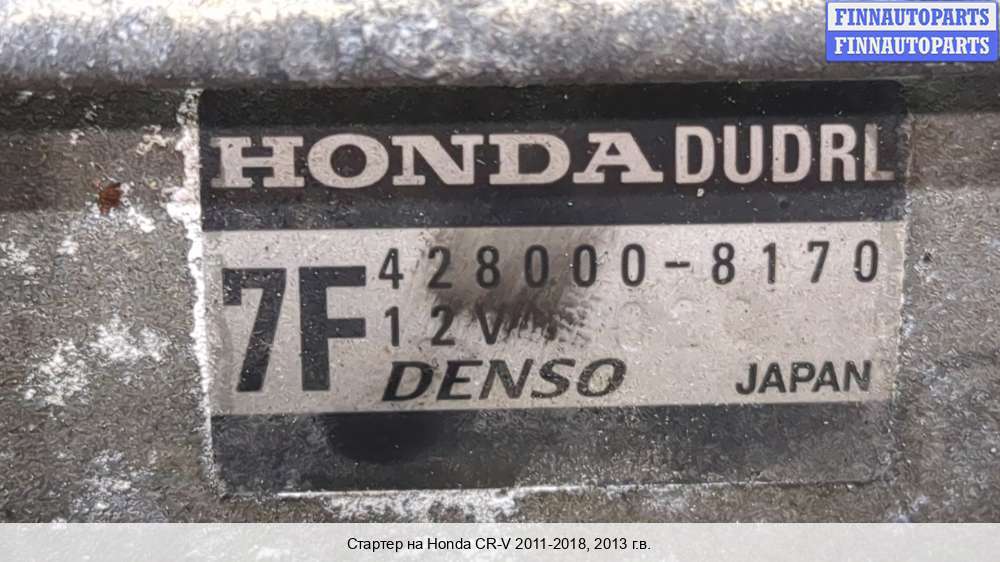 FINNAUTOPARTS
FINNAUTOPARTS
HONDA DUDRL
7F
428000-8170
12V
DENSO JAPAN
Стартер на Honda CR-V 2011-2018, 2013 г.в.